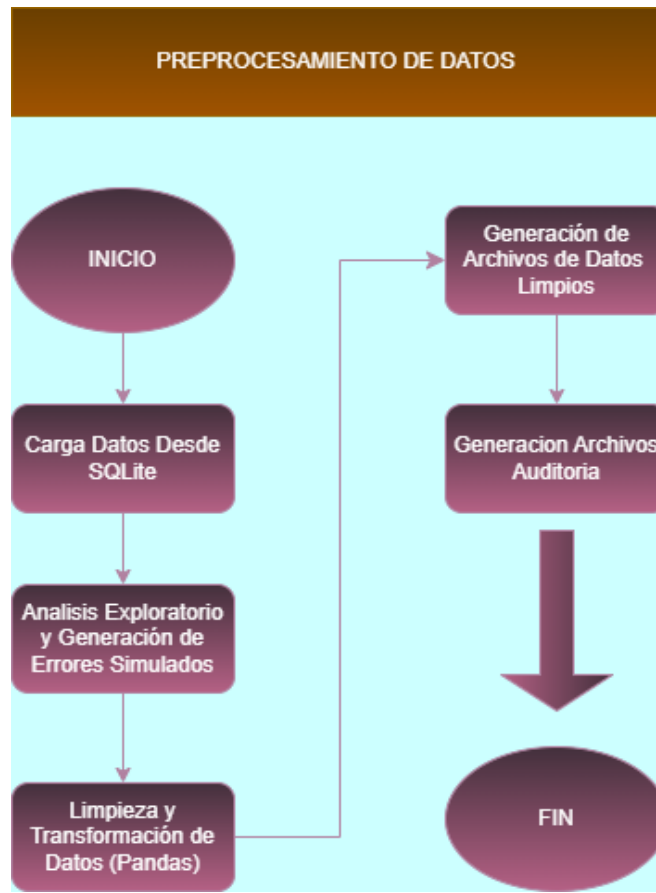 PREPROCESAMIENTO DE DATOS
INICIO
Carga Datos Desde
SQLite
Analisis Exploratorio
y Generación de
Errores Simulados
Limpieza y
Transformación de
Datos (Pandas)
Generación de
Archivos de Datos
Limpios
Generacion Archivos
Auditoria
FIN